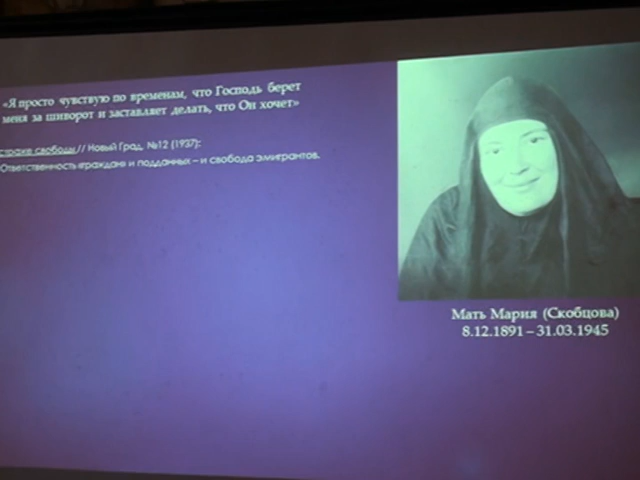 «Я просто чувствую по временам, что Господь берет
меня за шиворот и заставляет делать, что Он хочет»
страхе свободы // Новый Град, №12 (1937):
Ответственность «граждан» и подданных – и свобода эмигрантов.
Мать Мария (Скобцова)
8.12.1891 – 31.03.1945